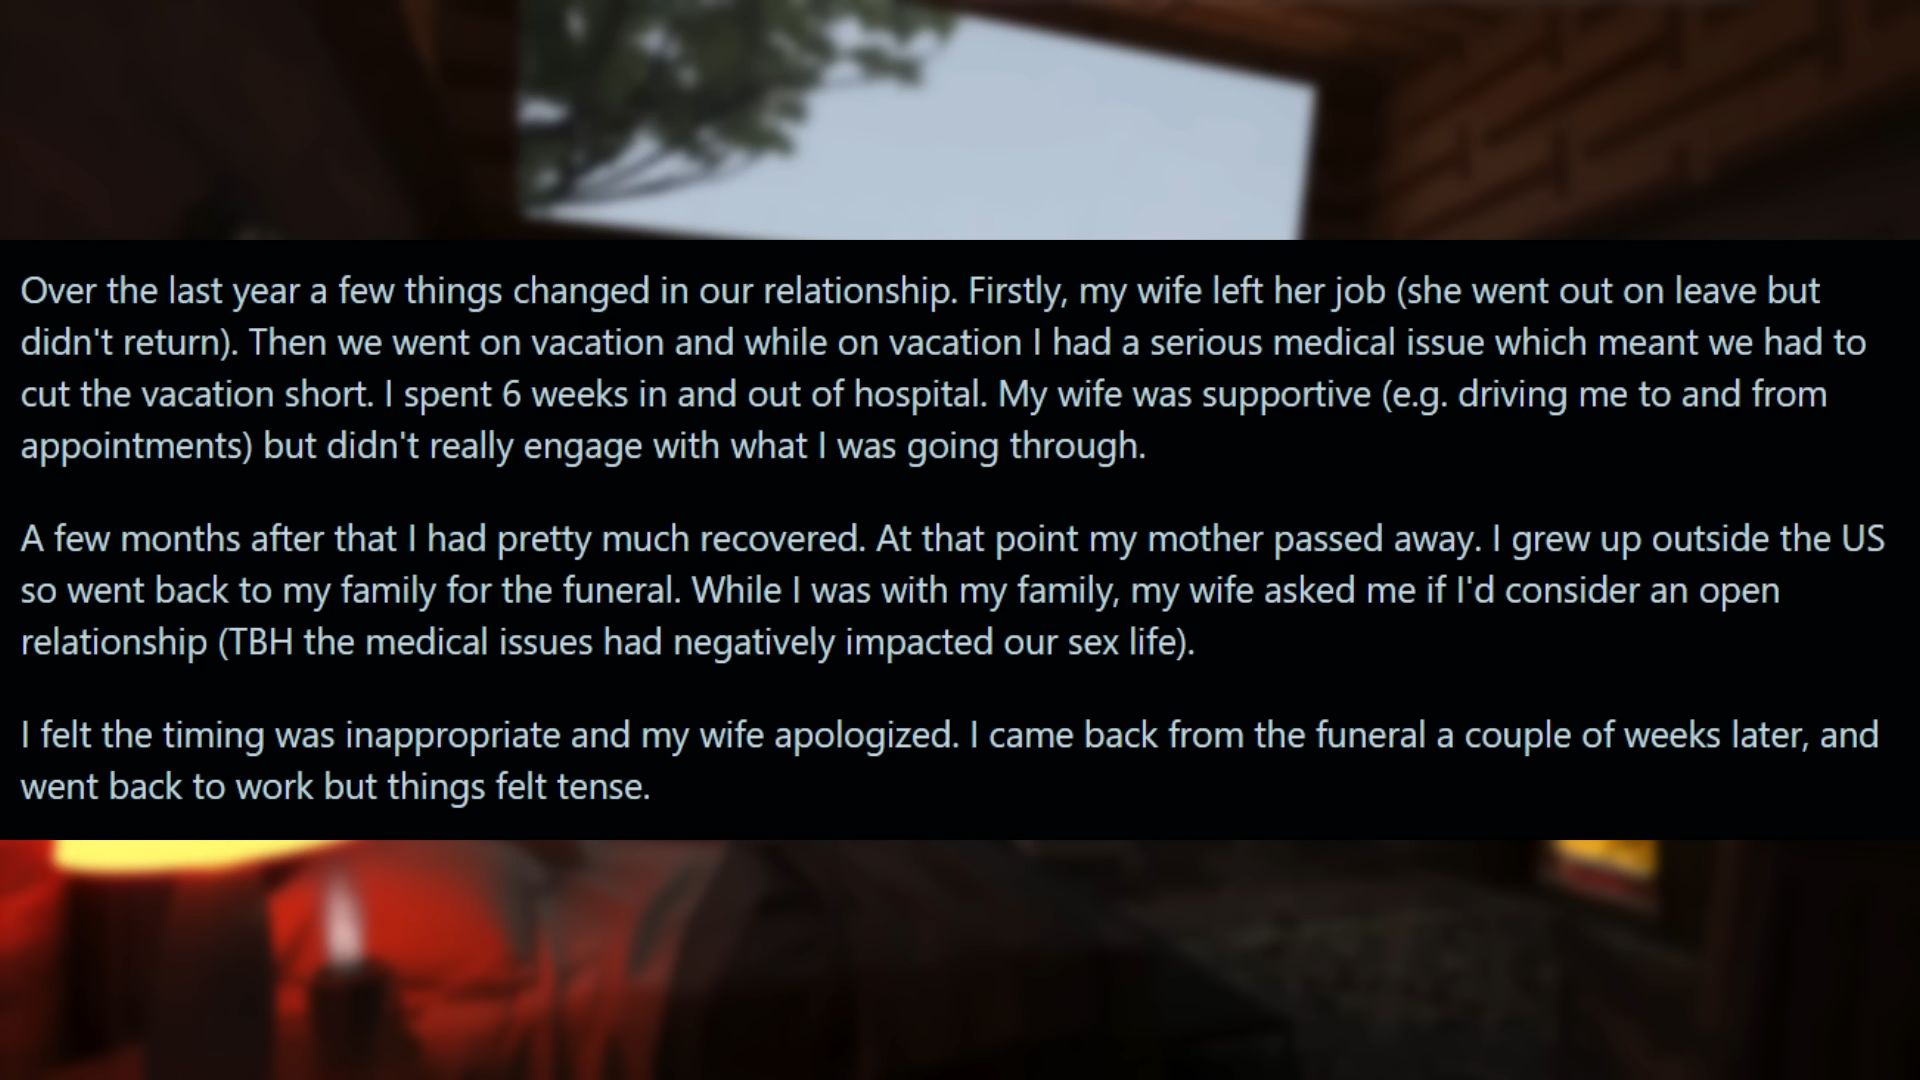 Over the last year a few things changed in our relationship. Firstly, my wife left her job (she went out on leave but
didn't return). Then we went on vacation and while on vacation I had a serious medical issue which meant we had to
cut the vacation short. I spent 6 weeks in and out of hospital. My wife was supportive (e.g. driving me to and from
appointments) but didn't really engage with what I was going through.
A few months after that I had pretty much recovered. At that point my mother passed away. I grew up outside the US
so went back to my family for the funeral. While I was with my family, my wife asked me if I'd consider an open
relationship (TBH the medical issues had negatively impacted our sex life).
I felt the timing was inappropriate and my wife apologized. I came back from the funeral a couple of weeks later, and
went back to work but things felt tense.